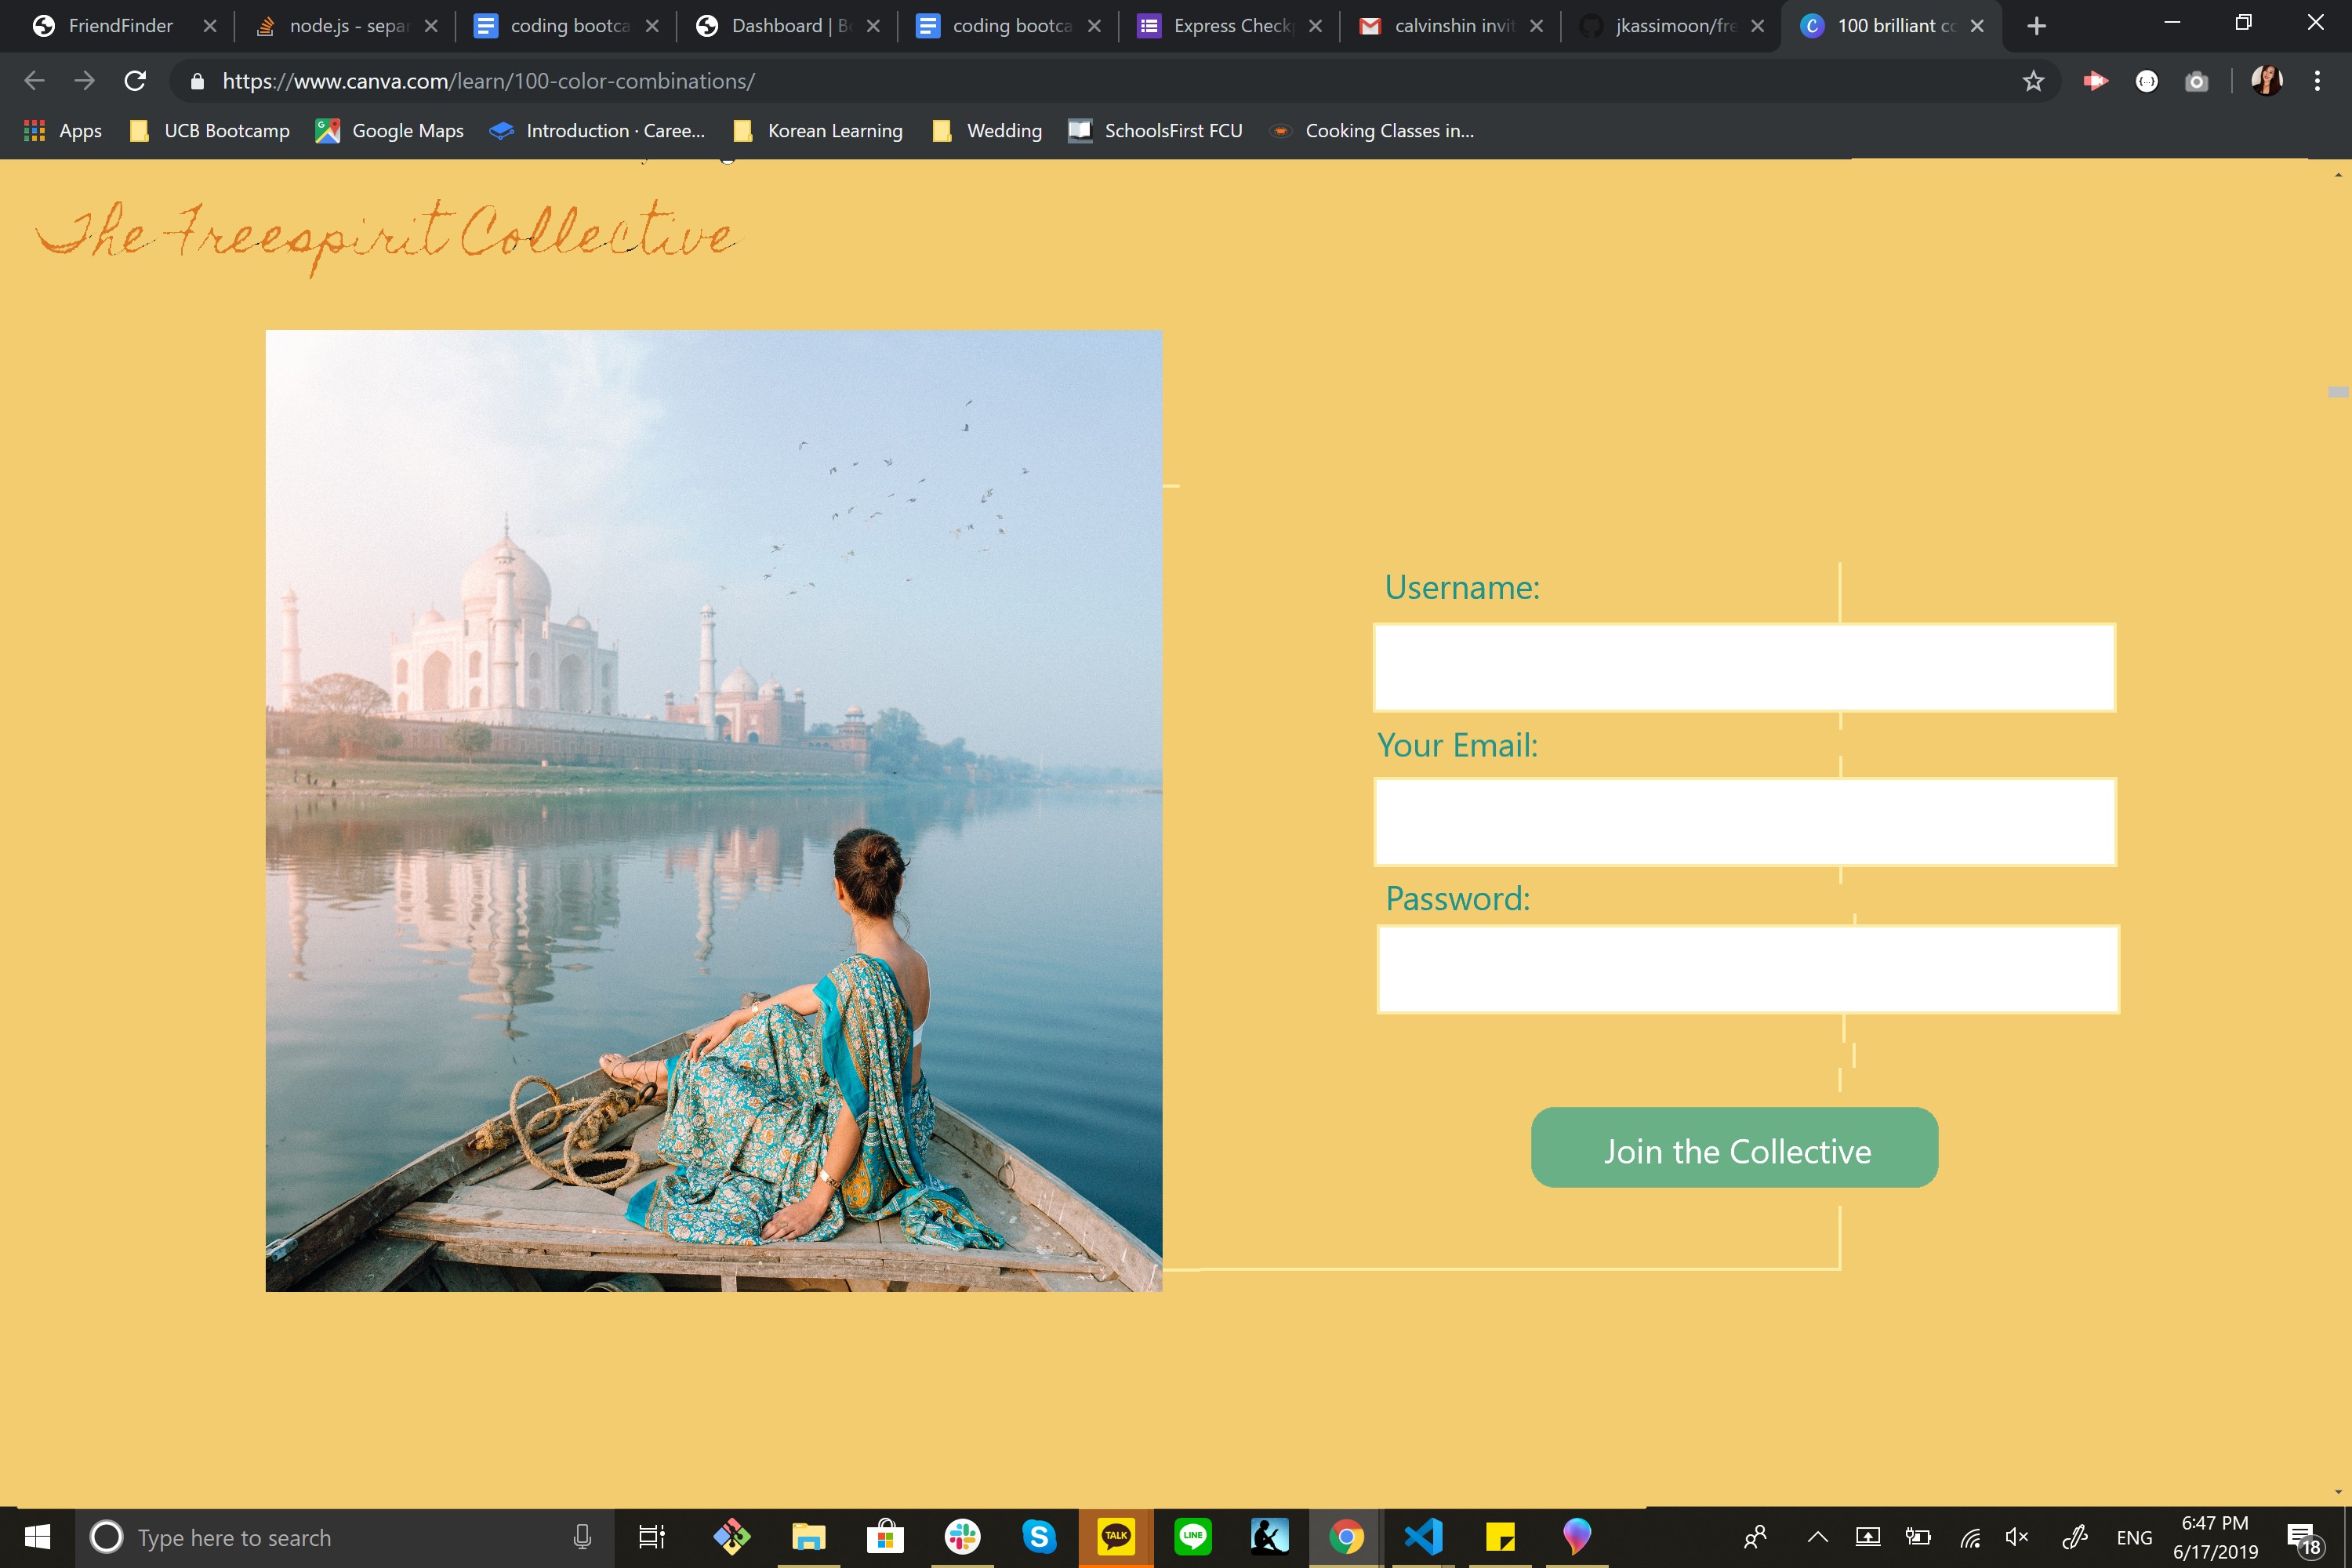 FriendFinder
node.js - sepa
coding bootca
Dashboard | B
coding bootca
Express Check
calvinshin invit
jkassimoon/fre
100 brilliant co
https://www.canva.com/learn/100-color-combinations/
Apps
UCB Bootcamp
Google Maps
Introduction · Caree...
Korean Learning
Wedding
SchoolsFirst FCU
Cooking Classes in...
The Freespirit Collective
Username:
Your Email:
Password:
Join the Collective
Type here to search
TALK
LINE
ENG
6:47 PM
6/17/2019
18